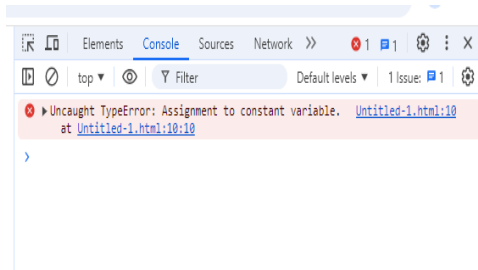 Elements Console Sources Network 1 1
top Filter Default levels 1 Issue: 1
Uncaught TypeError: Assignment to constant variable. Untitled-1.html:10
at Untitled-1.html:10:10